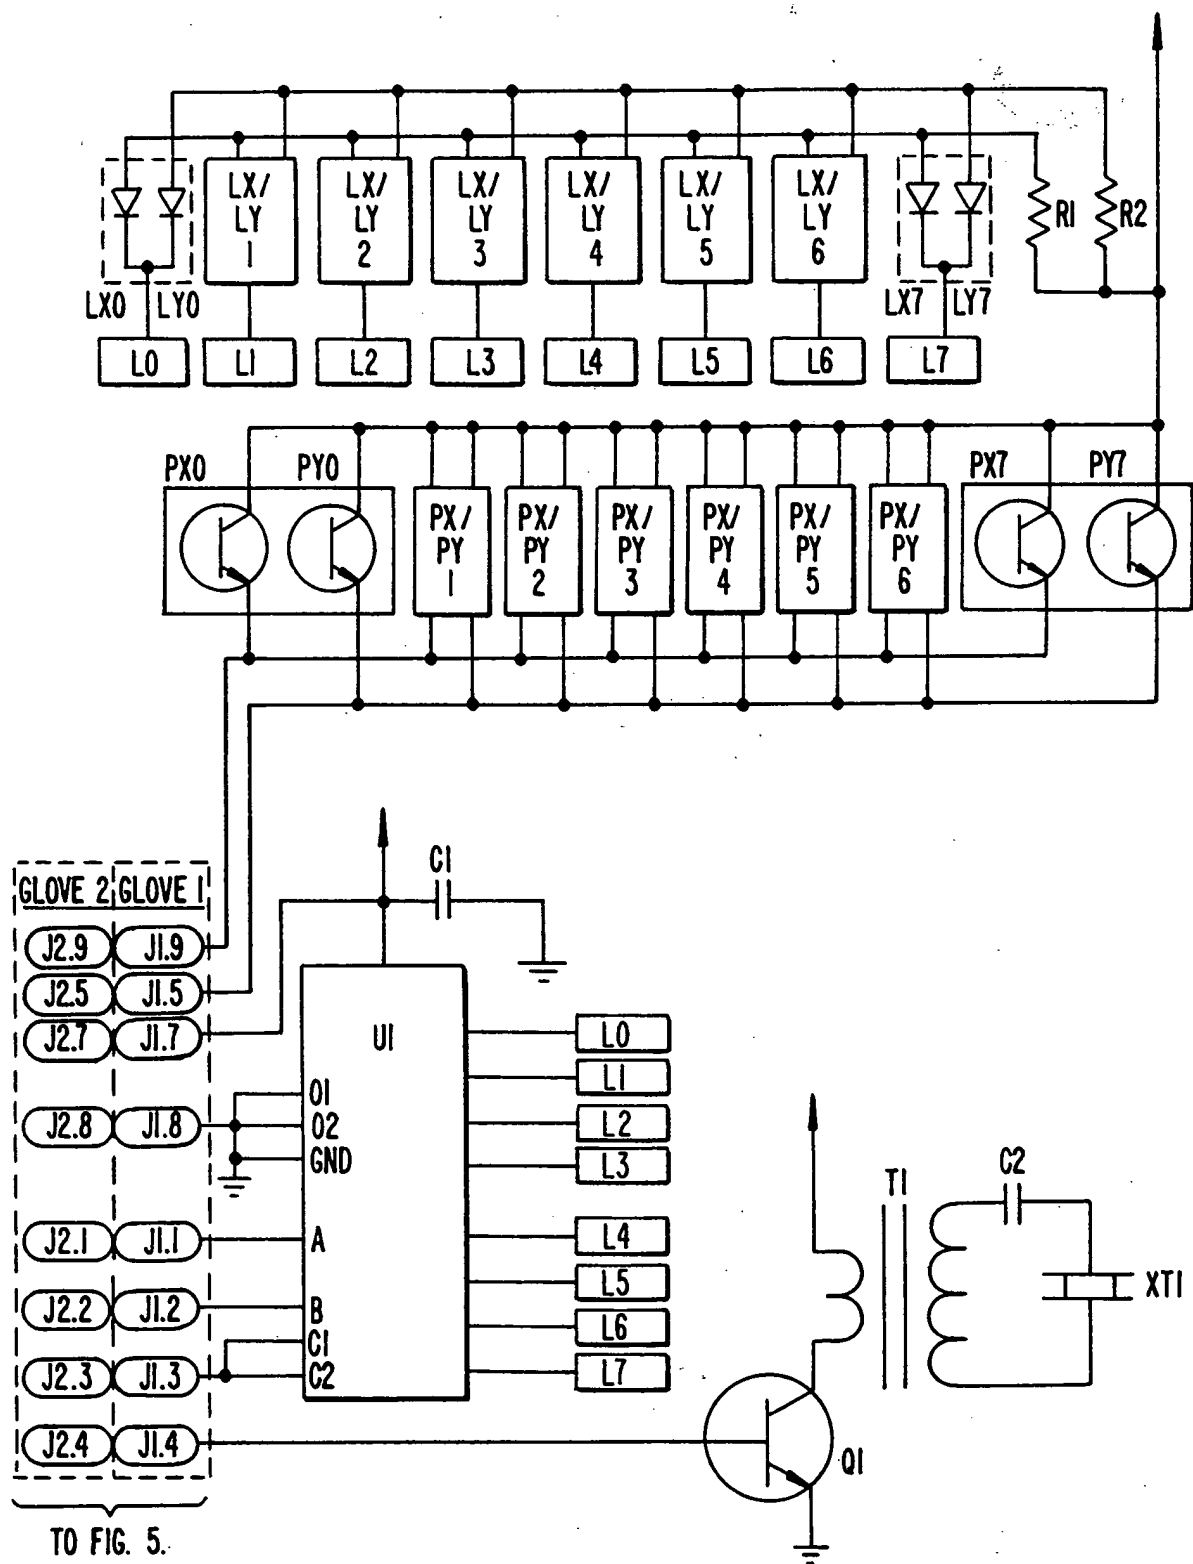 LX/ LY 1
LX/ LY 2
LX/ LY 3
LX/ LY 4
LX/ LY 5
LX/ LY 6
R1
R2
LX0
LY0
LX7
LY7
L0
L1
L2
L3
L4
L5
L6
L7
PX0
PY0
PX7
PY7
PX/ PY 1
PX/ PY 2
PX/ PY 3
PX/ PY 4
PX/ PY 5
PX/ PY 6
C1
GLOVE 2
GLOVE 1
J2.9
J1.9
J2.5
J1.5
J2.7
J1.7
J2.8
J1.8
J2.1
J1.1
J2.2
J1.2
J2.3
J1.3
J2.4
J1.4
TO FIG. 5.
U1
O1
O2
GND
A
B
C1
C2
L0
L1
L2
L3
L4
L5
L6
L7
T1
C2
XT1
Q1